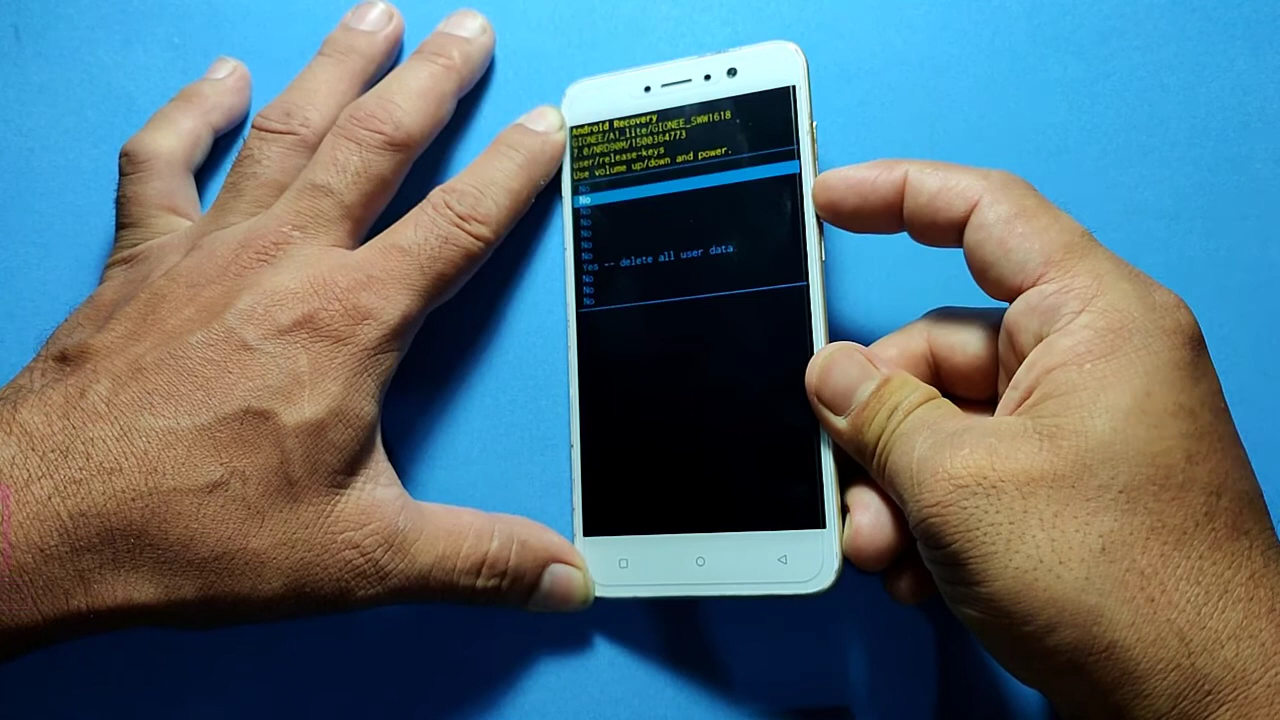 Android Recovery
GIONEE/A1_lite/GIONEE_SWW1618
7.0/NRD90M/1500364773
user/release-keys
Use volume up/down and power.
No
No
No
No
No
No
No
Yes -- delete all user data
No
No
No